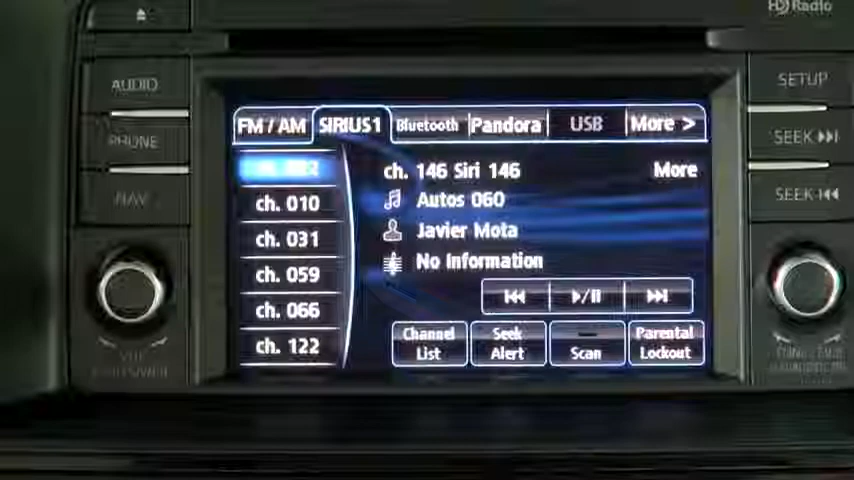 HD Radio
AUDIO
PHONE
NAV
SETUP
SEEK
SEEK
FM / AM
SIRIUS1
Bluetooth
Pandora
USB
More >
ch. 010
ch. 031
ch. 059
ch. 066
ch. 122
ch. 146 Siri 146
More
Autos 060
Javier Mota
No Information
Channel
List
Seek
Alert
Scan
Parental
Lockout